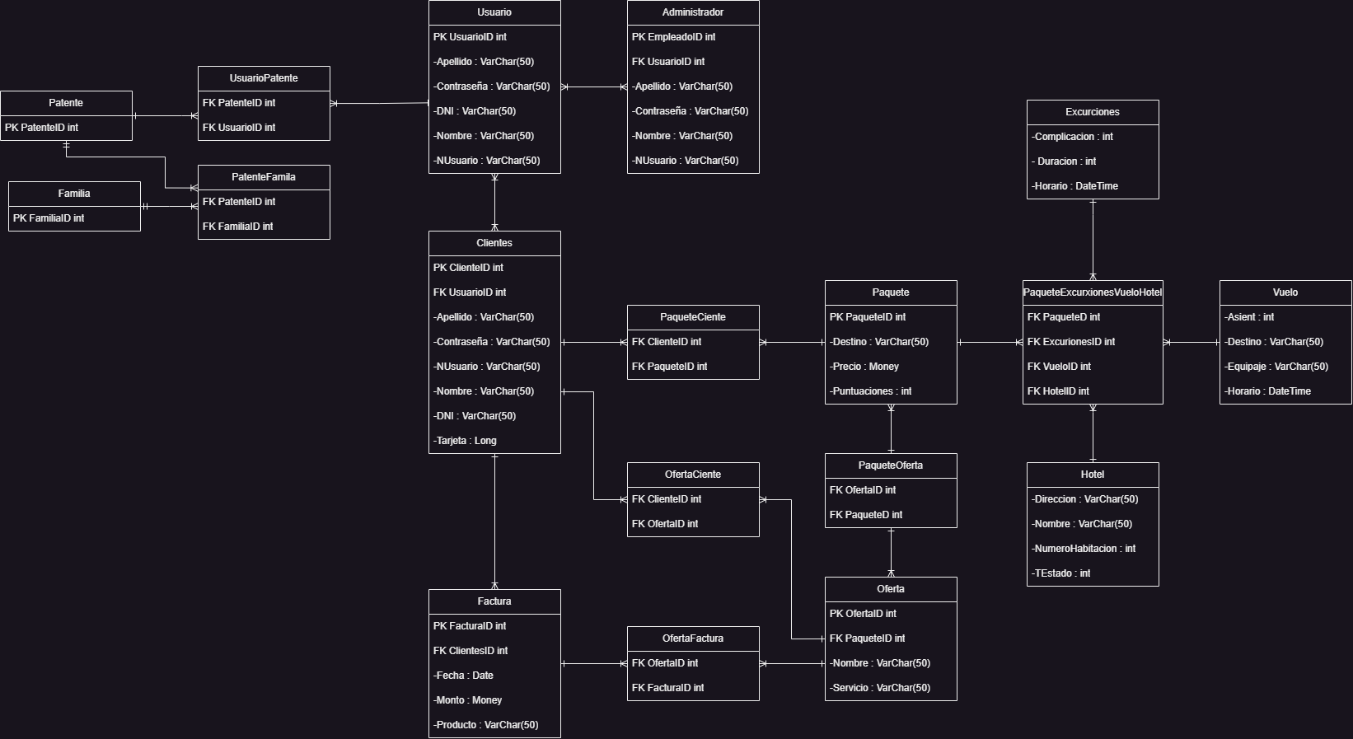 Usuario
PK UsuarioID int
-Apellido : VarChar(50)
-Contraseña : VarChar(50)
-DNI : VarChar(50)
-Nombre : VarChar(50)
-NUsuario : VarChar(50)
Administrador
PK EmpleadoID int
FK UsuarioID int
-Apellido : VarChar(50)
-Contraseña : VarChar(50)
-Nombre : VarChar(50)
-NUsuario : VarChar(50)
UsuarioPatente
FK PatenteID int
FK UsuarioID int
Patente
PK PatenteID int
PatenteFamila
FK PatenteID int
FK FamiliaID int
Familia
PK FamiliaID int
Excurciones
-Complicacion : int
- Duracion : int
-Horario : DateTime
Clientes
PK ClienteID int
FK UsuarioID int
-Apellido : VarChar(50)
-Contraseña : VarChar(50)
-NUsuario : VarChar(50)
-Nombre : VarChar(50)
-DNI : VarChar(50)
-Tarjeta : Long
PaqueteCiente
FK ClienteID int
FK PaqueteID int
Paquete
PK PaqueteID int
-Destino : VarChar(50)
-Precio : Money
-Puntuaciones : int
PaqueteExcurxionesVueloHotel
FK PaqueteD int
FK ExcurionesID int
FK VueloID int
FK HotelID int
Vuelo
-Asient : int
-Destino : VarChar(50)
-Equipaje : VarChar(50)
-Horario : DateTime
OfertaCiente
FK ClienteID int
FK OfertaID int
PaqueteOferta
FK OfertaID int
FK PaqueteD int
Hotel
-Direccion : VarChar(50)
-Nombre : VarChar(50)
-NumeroHabitacion : int
-TEstado : int
Factura
PK FacturaID int
FK ClientesID int
-Fecha : Date
-Monto : Money
-Producto : VarChar(50)
OfertaFactura
FK OfertaID int
FK FacturaID int
Oferta
PK OfertaID int
FK PaqueteID int
-Nombre : VarChar(50)
-Servicio : VarChar(50)